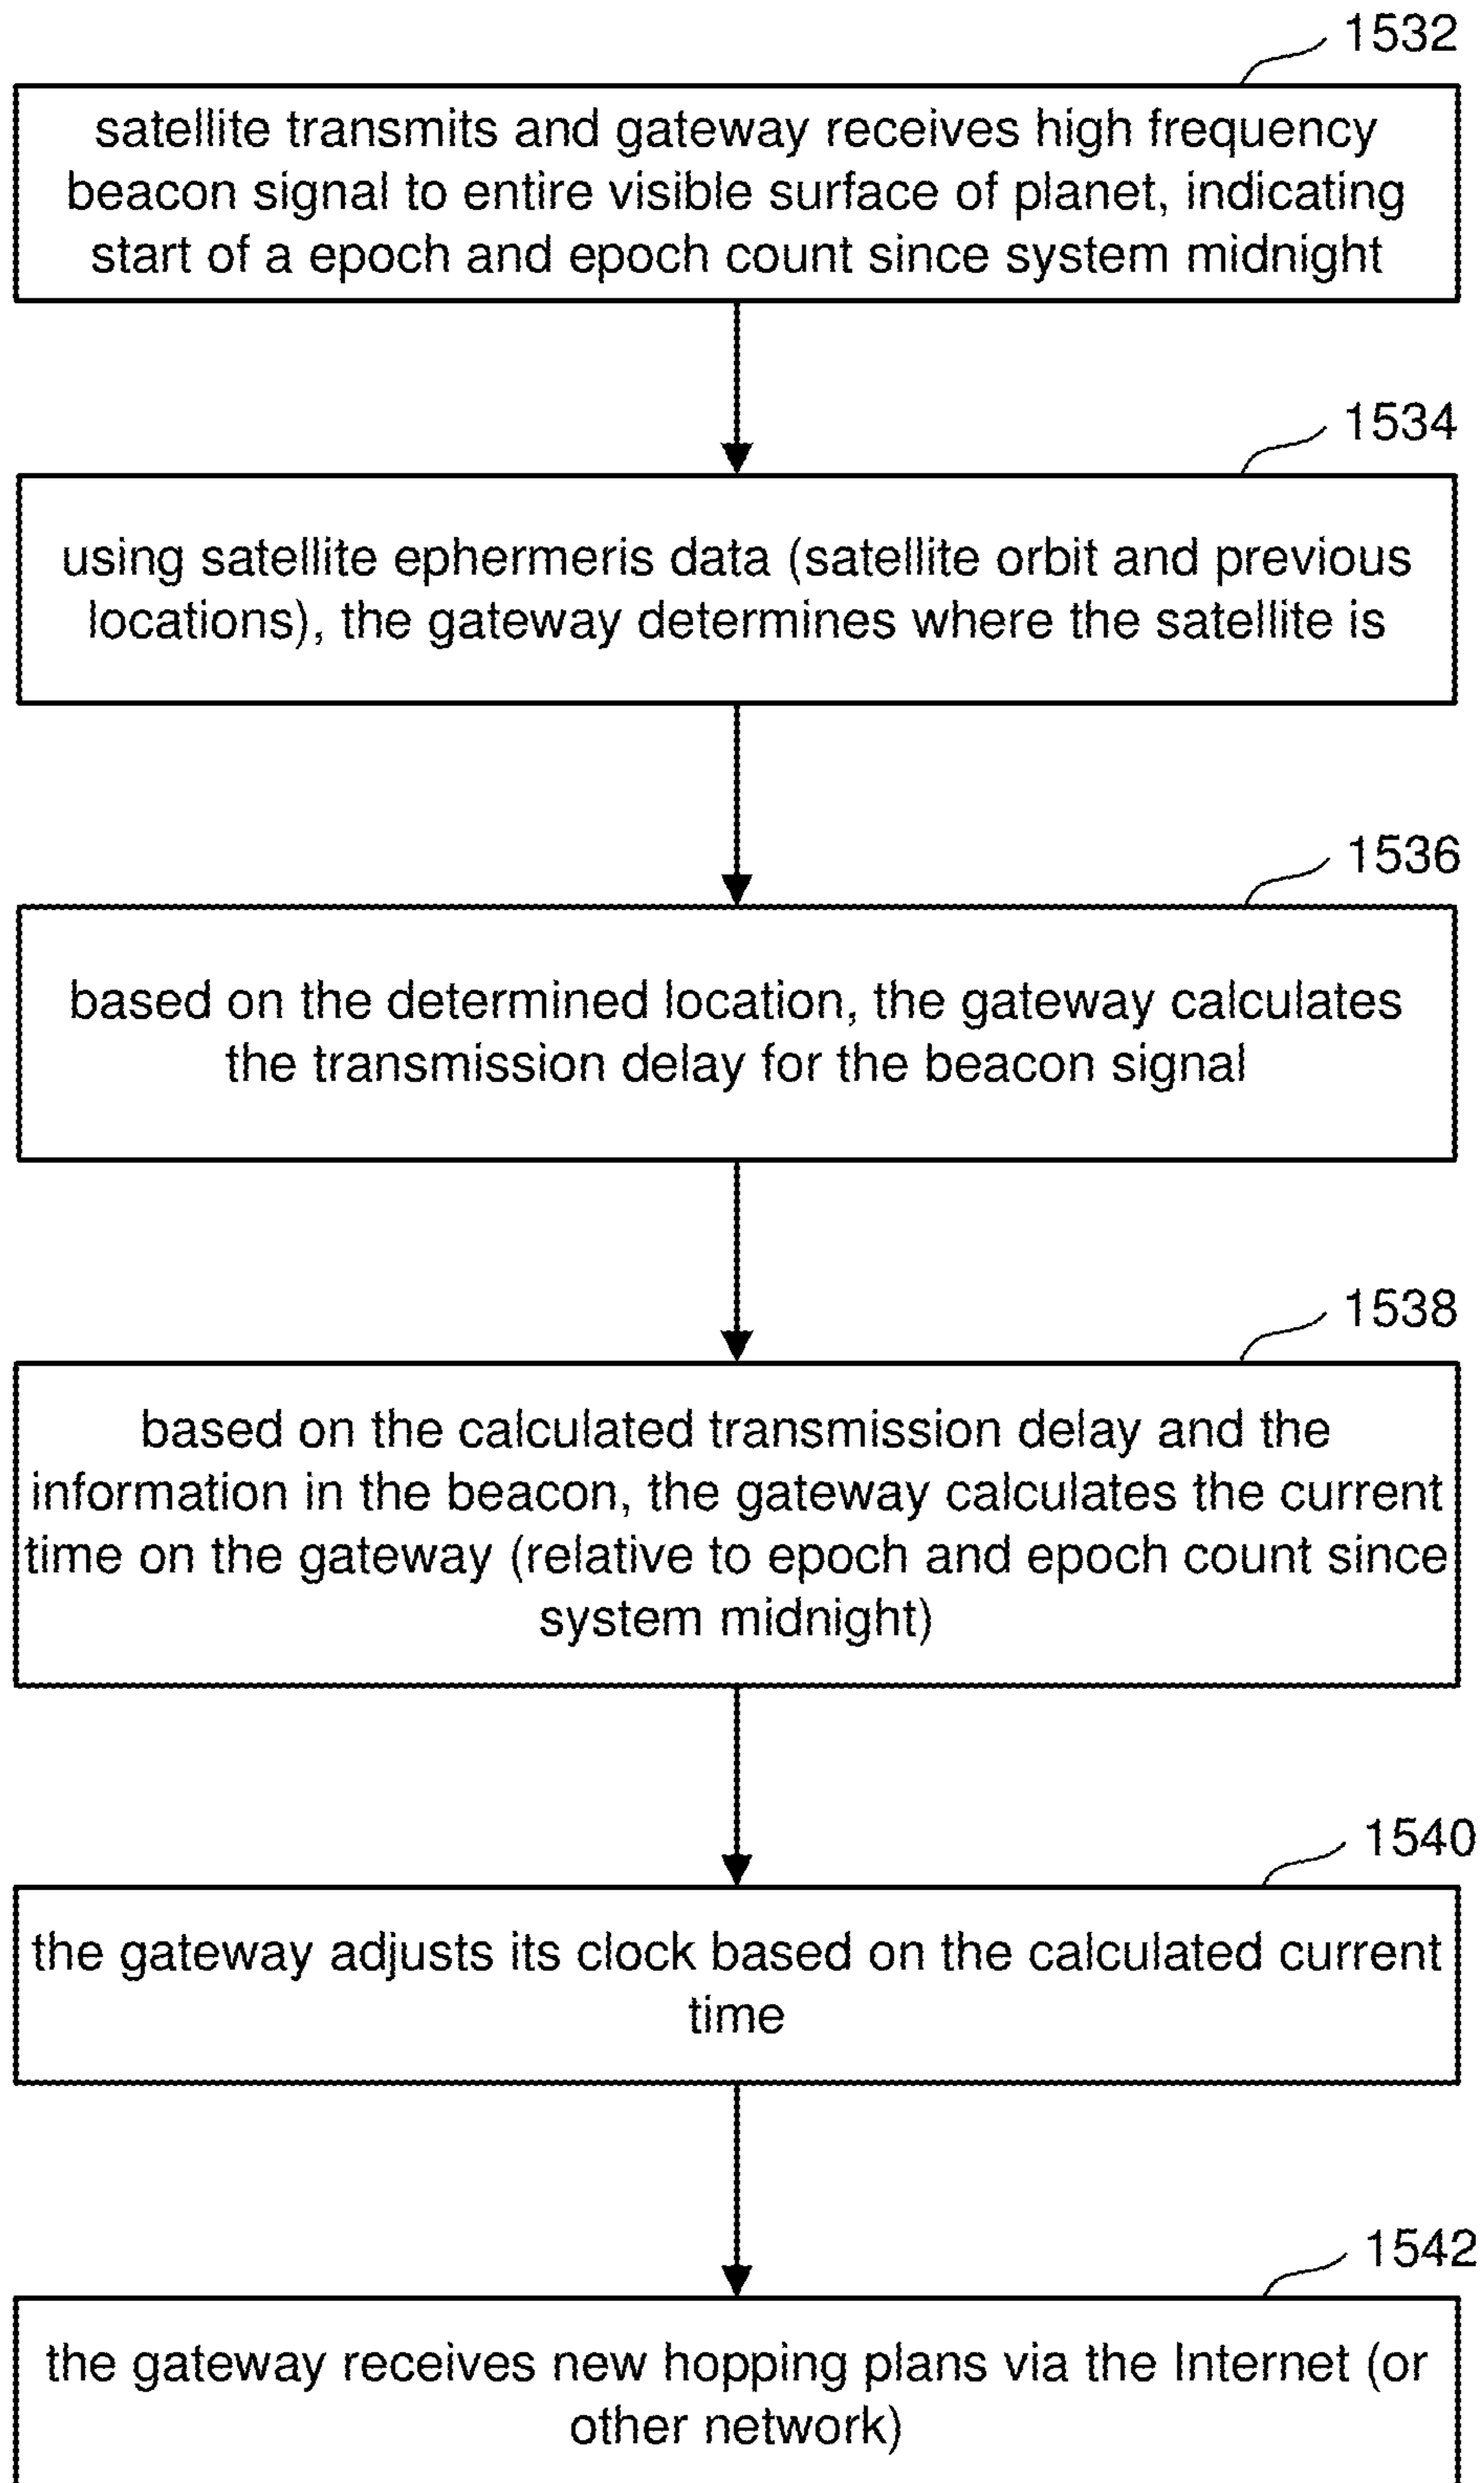 1532
satellite transmits and gateway receives high frequency
beacon signal to entire visible surface of planet, indicating
start of a epoch and epoch count since system midnight
1534
using satellite ephermeris data (satellite orbit and previous
locations), the gateway determines where the satellite is
1536
based on the determined location, the gateway calculates
the transmission delay for the beacon signal
1538
based on the calculated transmission delay and the
information in the beacon, the gateway calculates the current
time on the gateway (relative to epoch and epoch count since
system midnight)
1540
the gateway adjusts its clock based on the calculated current
time
1542
the gateway receives new hopping plans via the Internet (or
other network)